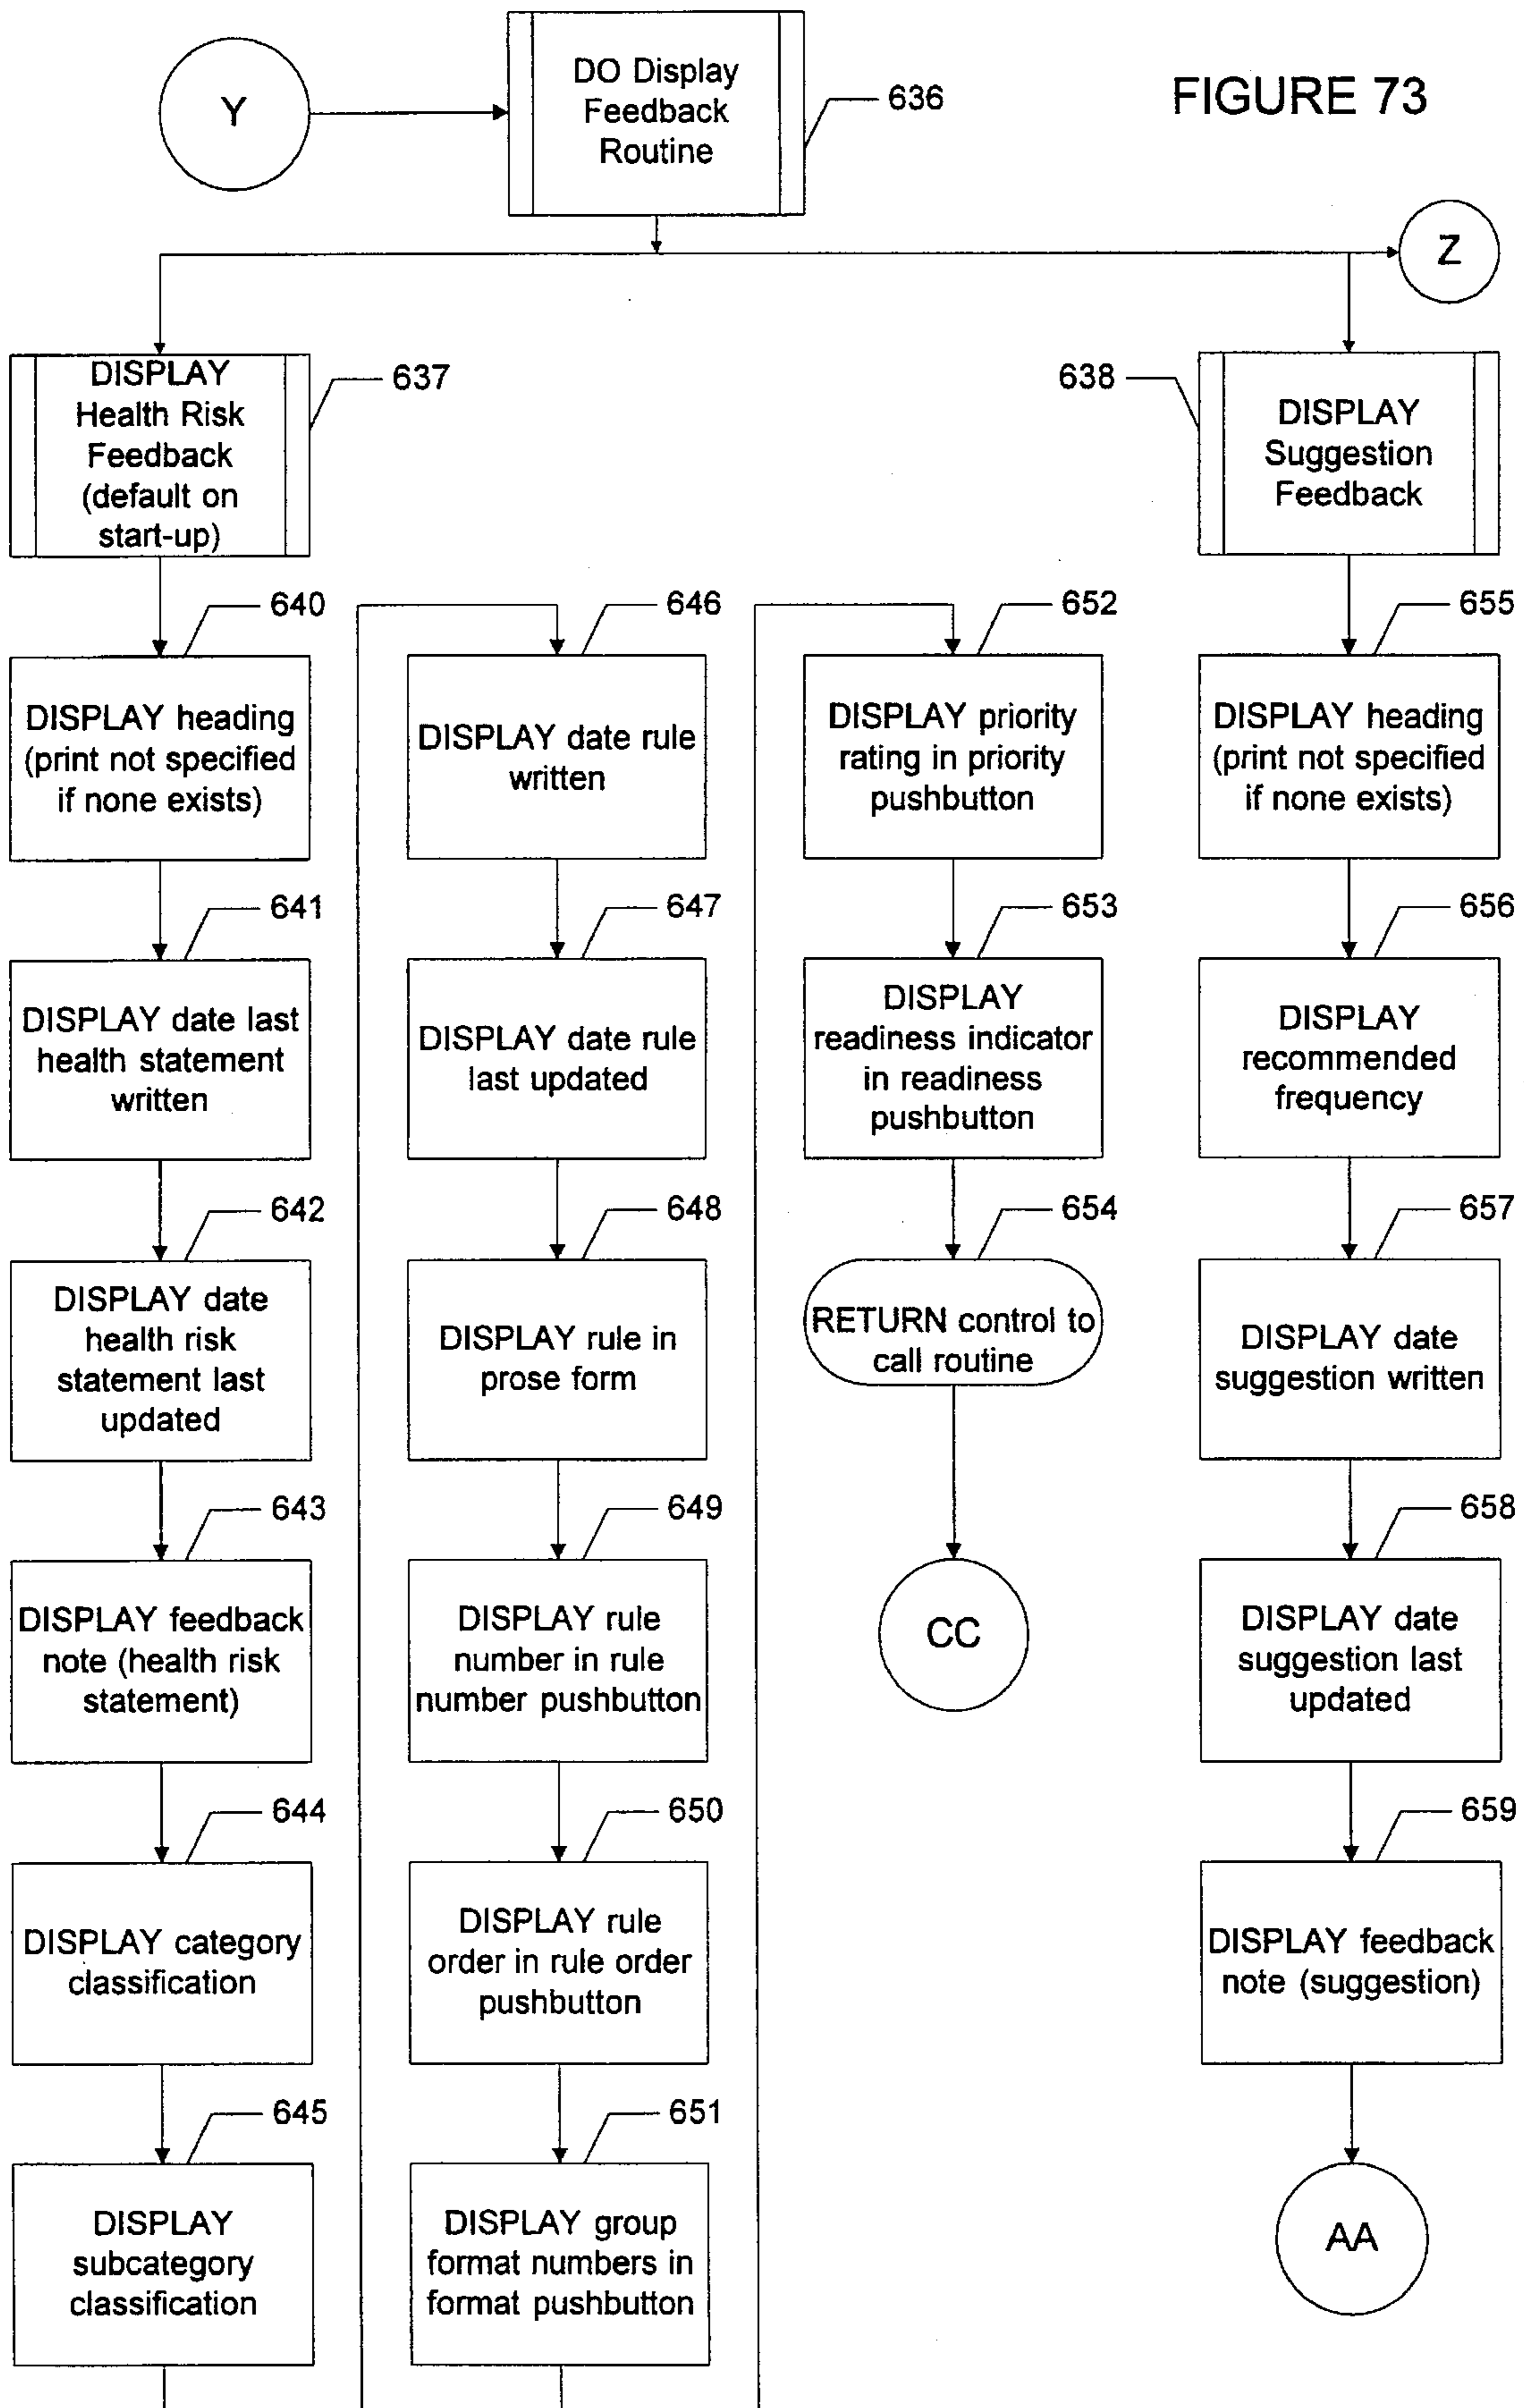 Y
DO Display
Feedback
Routine
636
FIGURE 73
Z
DISPLAY
Health Risk
Feedback
(default on
start-up)
637
638
DISPLAY
Suggestion
Feedback
640
DISPLAY heading
(print not specified
if none exists)
641
DISPLAY date last
health statement
written
642
DISPLAY date
health risk
statement last
updated
643
DISPLAY feedback
note (health risk
statement)
644
DISPLAY category
classification
645
DISPLAY
subcategory
classification
646
DISPLAY date rule
written
647
DISPLAY date rule
last updated
648
DISPLAY rule in
prose form
649
DISPLAY rule
number in rule
number pushbutton
650
DISPLAY rule
order in rule order
pushbutton
651
DISPLAY group
format numbers in
format pushbutton
652
DISPLAY priority
rating in priority
pushbutton
653
DISPLAY
readiness indicator
in readiness
pushbutton
654
RETURN control to
call routine
CC
655
DISPLAY heading
(print not specified
if none exists)
656
DISPLAY
recommended
frequency
657
DISPLAY date
suggestion written
658
DISPLAY date
suggestion last
updated
659
DISPLAY feedback
note (suggestion)
AA